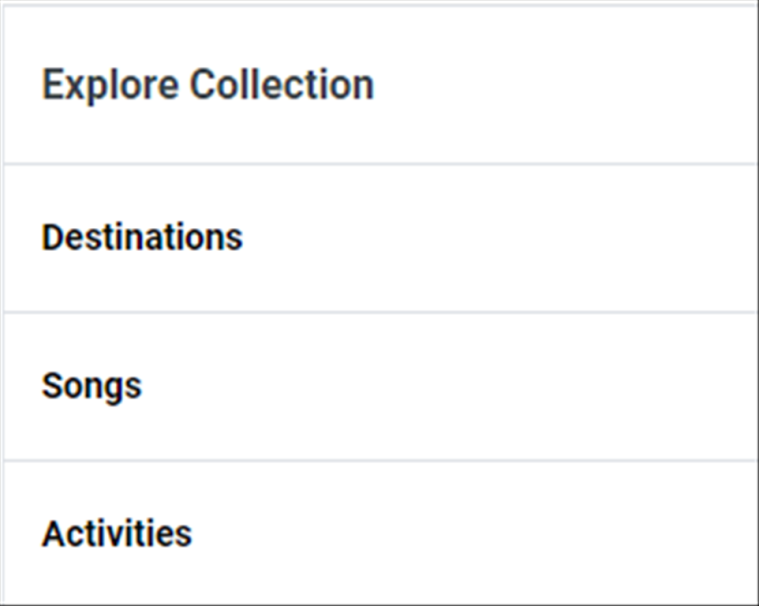 Explore Collection
Destinations
Songs
Activities